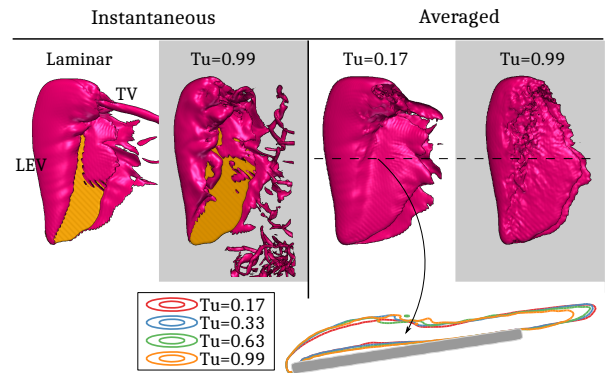 Instantaneous Averaged
Laminar Tu=0.99 Tu=0.17 Tu=0.99
TV
LEV
Tu=0.17
Tu=0.33
Tu=0.63
Tu=0.99